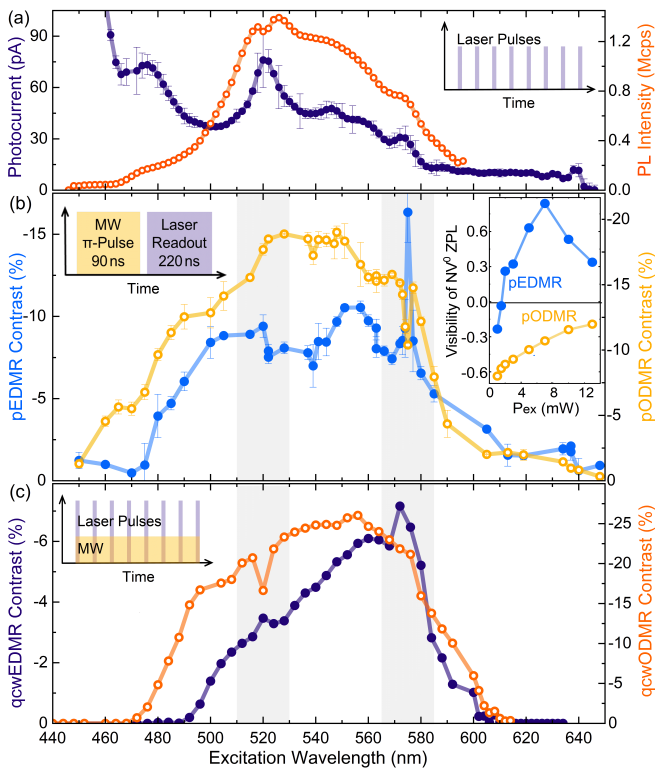 (a)
Photocurrent (pA)
90
60
30
0
Laser Pulses
Time
1.2
0.8
0.4
0.0
PL Intensity (Mcps)
(b)
pEDMR Contrast (%)
-15
-10
-5
0
MW
π-Pulse
90 ns
Laser
Readout
220 ns
Time
Visibility of NV⁰ ZPL
0.6
0.3
0.0
-0.3
-0.6
pEDMR
pODMR
0
5
10
Pex (mW)
-20
-15
-10
-5
0
pODMR Contrast (%)
(c)
qcwEDMR Contrast (%)
-6
-4
-2
0
Laser Pulses
MW
Time
-25
-20
-15
-10
-5
0
qcwODMR Contrast (%)
440 460 480 500 520 540 560 580 600 620 640
Excitation Wavelength (nm)